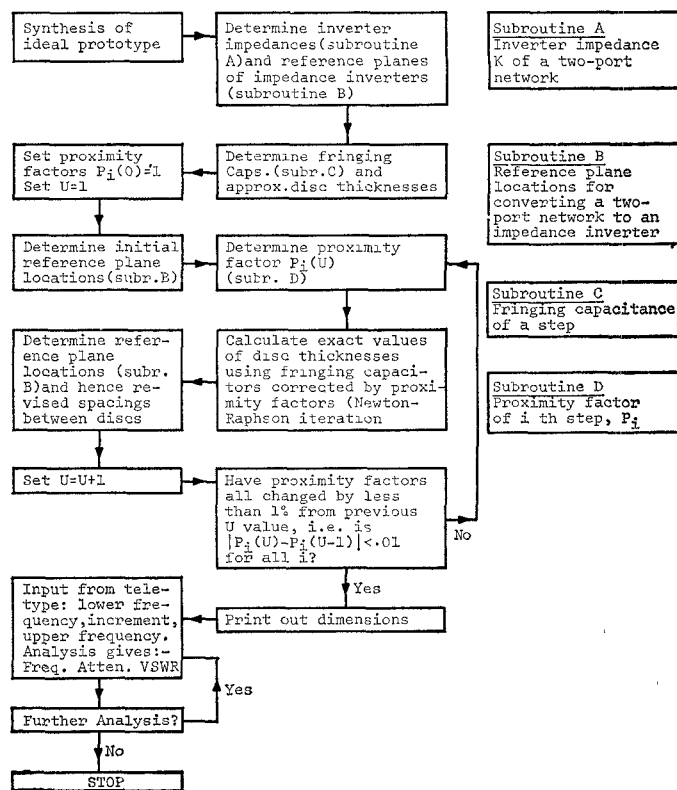 Synthesis of
ideal prototype
Determine inverter
impedances(subroutine
A)and reference planes
of impedance inverters
(subroutine B)
Determine fringing
Caps.(subr.C) and
approx.disc thicknesses
Set proximity
factors Pi(0)=1
Set U=1
Determine initial
reference plane
locations(subr.B)
Determine proximity
factor Pi(U)
(subr. D)
Calculate exact values
of disc thicknesses
using fringing capaci-
tors corrected by prox-
imity factors (Newton-
Raphson iteration
Determine refer-
ence plane
locations (subr.
B)and hence re-
vised spacings
between discs
Set U=U+1
Have proximity factors
all changed by less
than 1% from previous
U value, i.e. is
|Pi(U)-Pi(U-1)|<.01
for all i?
No
Yes
Print out dimensions
Input from tele-
type: lower fre-
quency,increment,
upper frequency.
Analysis gives:-
Freq. Atten. VSWR
Yes
Further Analysis?
No
STOP
Subroutine A
Inverter impedance
K of a two-port
network
Subroutine B
Reference plane
locations for
converting a two-
port network to an
impedance inverter
Subroutine C
Fringing capacitance
of a step
Subroutine D
Proximity factor
of i th step, Pi